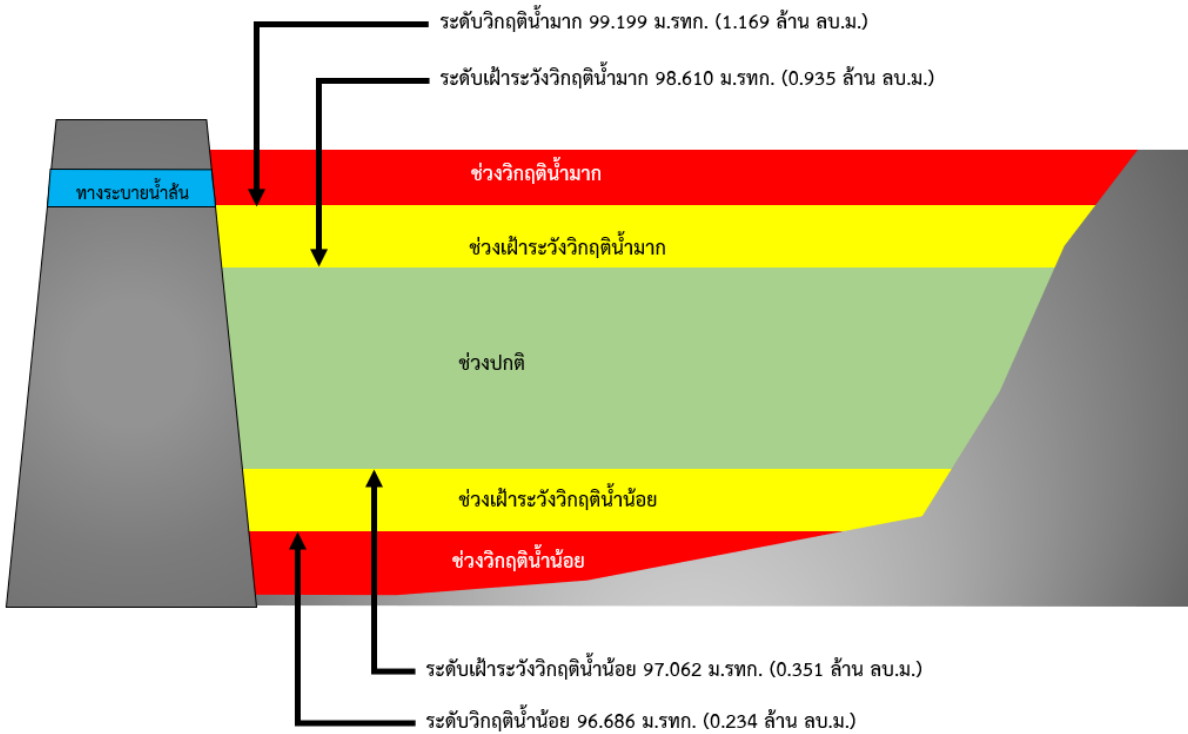 ระดับวิกฤติน้ำมาก 99.199 ม.รทก. (1.169 ล้าน ลบ.ม.)
ระดับเฝ้าระวังวิกฤติน้ำมาก 98.610 ม.รทก. (0.935 ล้าน ลบ.ม.)
ช่วงวิกฤติน้ำมาก
ทางระบายน้ำล้น
ช่วงเฝ้าระวังวิกฤติน้ำมาก
ช่วงปกติ
ช่วงเฝ้าระวังวิกฤติน้ำน้อย
ช่วงวิกฤติน้ำน้อย
ระดับเฝ้าระวังวิกฤติน้ำน้อย 97.062 ม.รทก. (0.351 ล้าน ลบ.ม.)
ระดับวิกฤติน้ำน้อย 96.686 ม.รทก. (0.234 ล้าน ลบ.ม.)